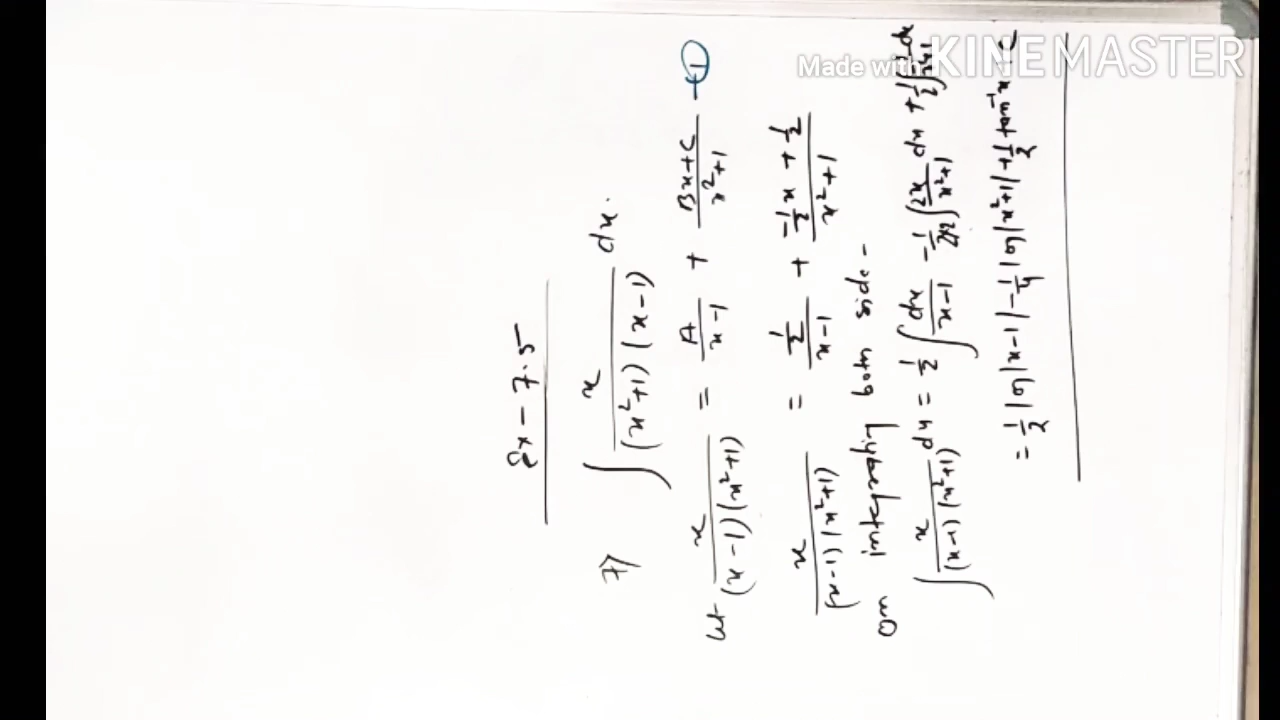 Ex – 7.5
7) ∫ x / (x²+1)(x−1) dx.
let x / (x−1)(x²+1) = A / x−1 + Bx+C / x²+1 → ①
x / (x−1)(x²+1) = 1/2 / x−1 + −1/2 x + 1/2 / x²+1
on integrating both side –
∫ x / (x−1)(x²+1) dx = 1/2 ∫ dx / x−1 − 1/2×2 ∫ 2x / x²+1 dx + 1/2 ∫ dx
= 1/2 log|x−1| − 1/4 log|x²+1| + 1/2 tan⁻¹x + C
Made with KINEMASTER